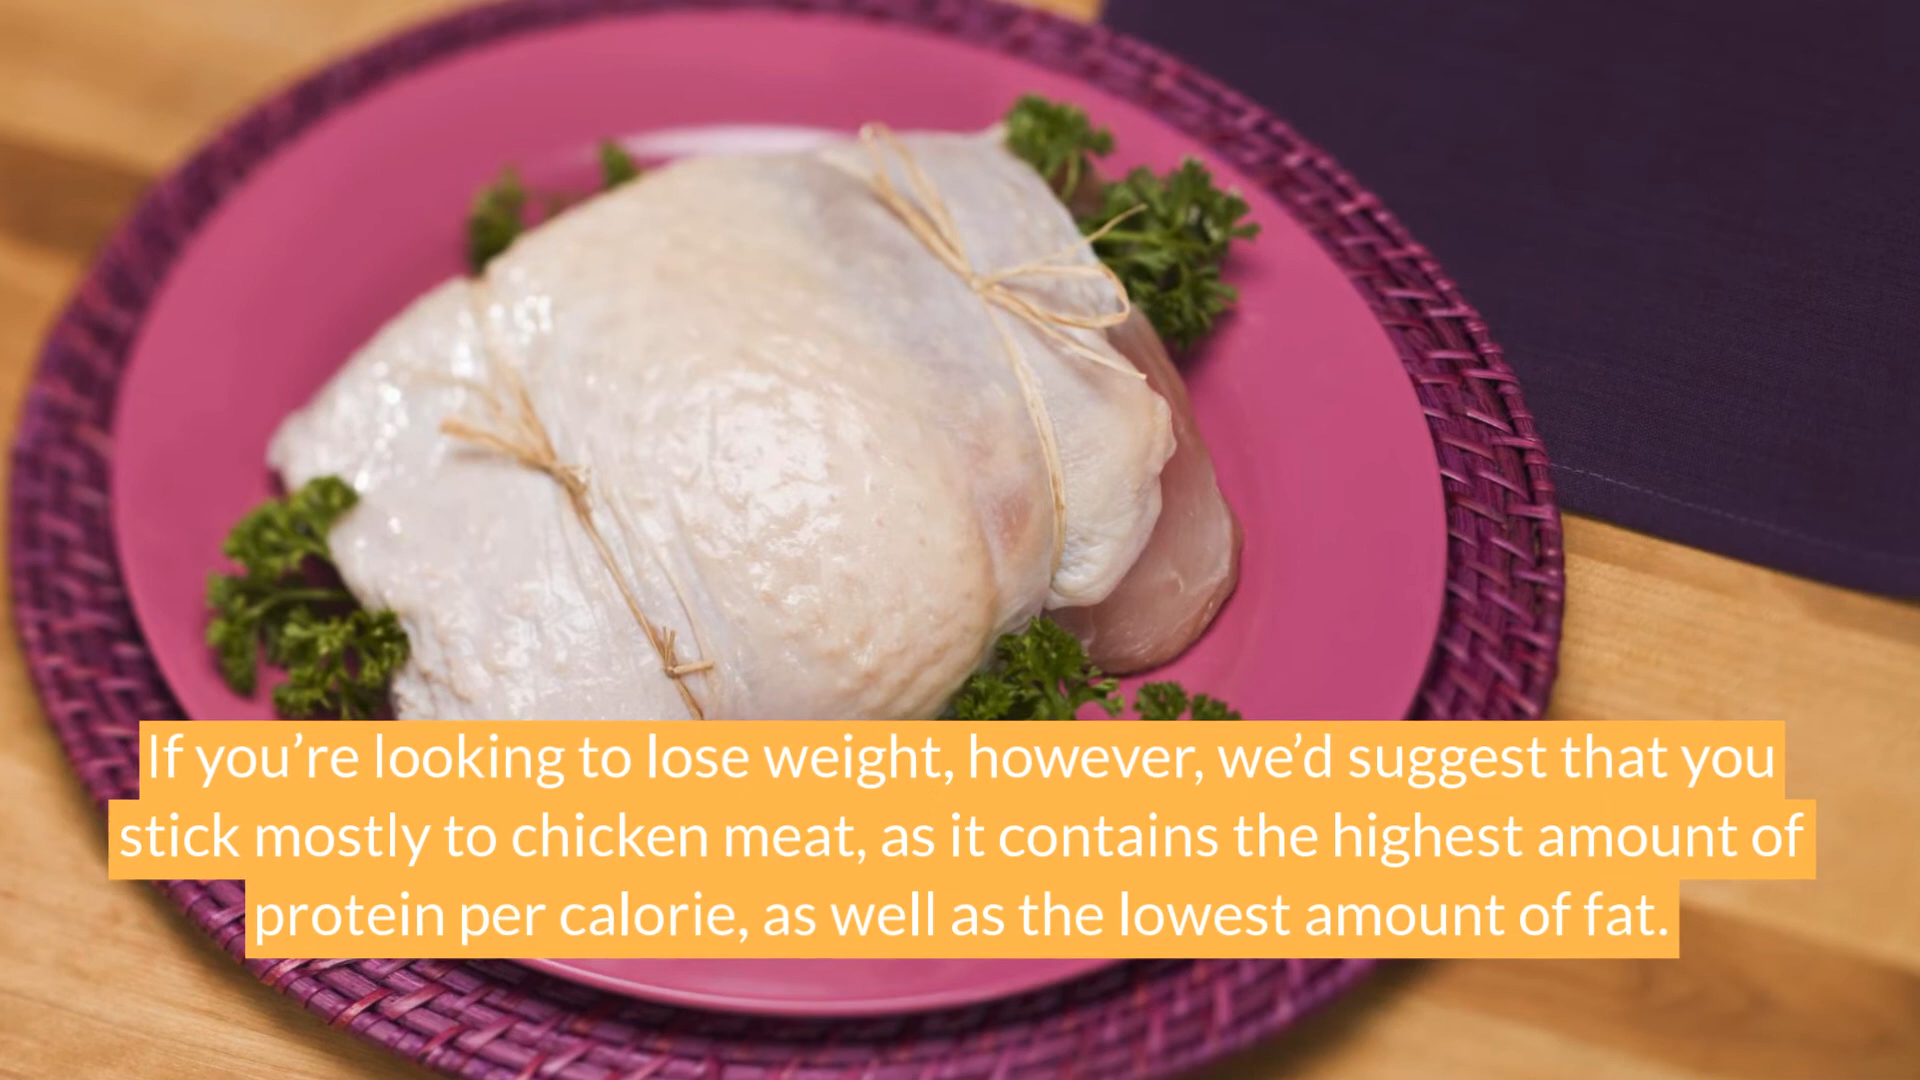 If you’re looking to lose weight, however, we’d suggest that you
stick mostly to chicken meat, as it contains the highest amount of
protein per calorie, as well as the lowest amount of fat.